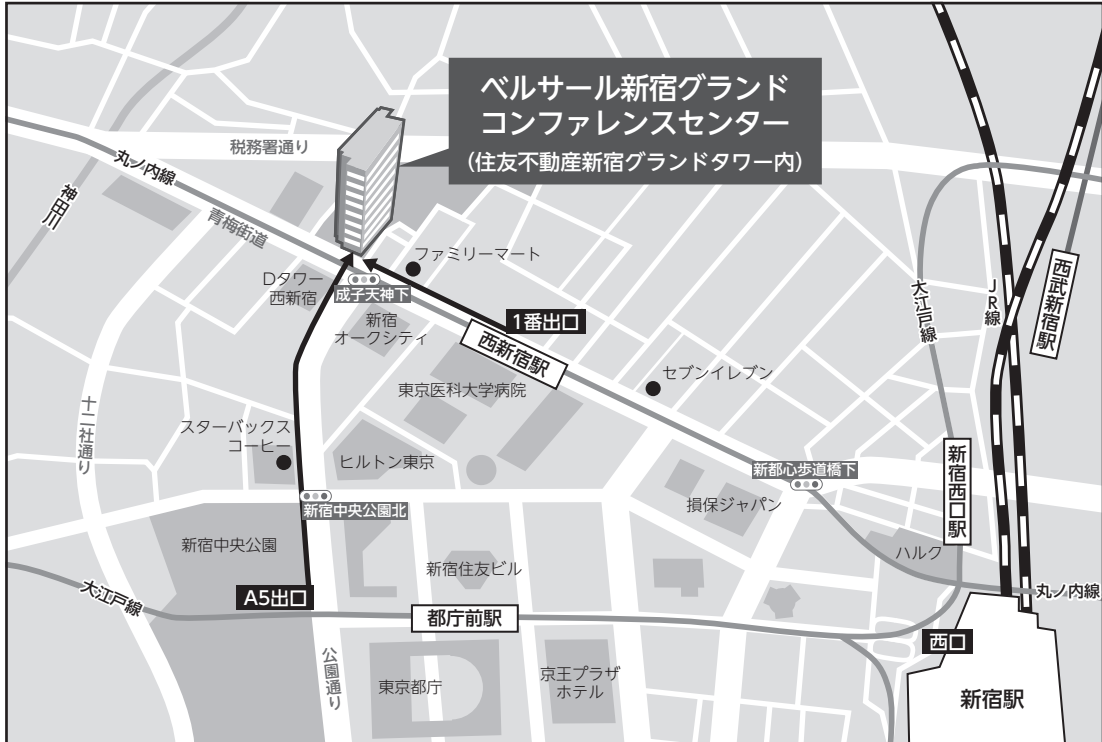 ベルサール新宿グランド
コンファレンスセンター
(住友不動産新宿グランドタワー内)
税務署通り
丸ノ内線
神田川
青梅街道
ファミリーマート
Dタワー
西新宿
成子天神下
新宿
オークシティ
1番出口
西新宿駅
大江戸線
JR線
西武新宿駅
東京医科大学病院
セブンイレブン
十二社通り
スターバックス
コーヒー
ヒルトン東京
新都心歩道橋下
新宿西口駅
新宿中央公園北
損保ジャパン
新宿中央公園
新宿住友ビル
ハルク
大江戸線
A5出口
都庁前駅
丸ノ内線
西口
公園通り
東京都庁
京王プラザ
ホテル
新宿駅